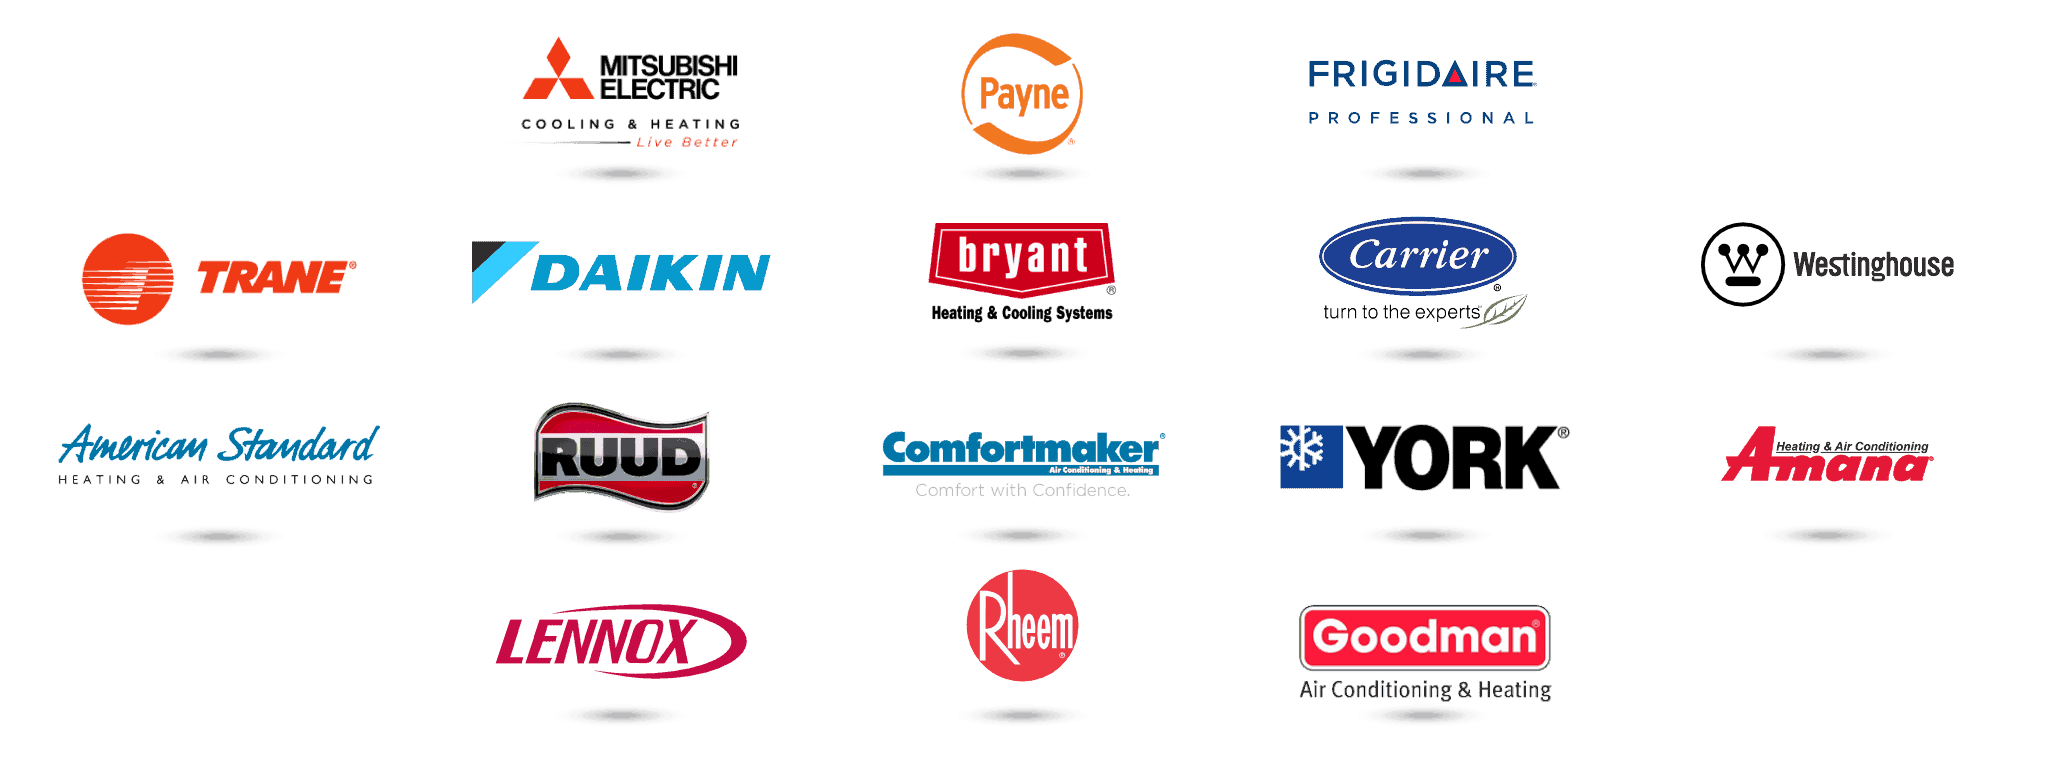 MITSUBISHI
ELECTRIC
COOLING & HEATING
Live Better
Payne®
FRIGIDAIRE
PROFESSIONAL
TRANE®
DAIKIN
bryant®
Heating & Cooling Systems
Carrier®
turn to the experts
W Westinghouse
American Standard
HEATING & AIR CONDITIONING
RUUD®
Comfortmaker®
Air Conditioning & Heating
Comfort with Confidence.
YORK®
Heating & Air Conditioning
Amana®
LENNOX
Rheem®
Goodman®
Air Conditioning & Heating